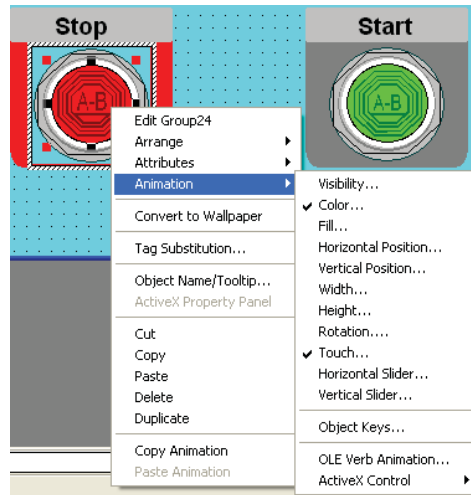 Stop
Start
A-B
A-B
Edit Group24
Arrange
Attributes
Animation
Convert to Wallpaper
Tag Substitution...
Object Name/Tooltip...
ActiveX Property Panel
Cut
Copy
Paste
Delete
Duplicate
Copy Animation
Paste Animation
Visibility...
Color...
Fill...
Horizontal Position...
Vertical Position...
Width...
Height...
Rotation....
Touch...
Horizontal Slider...
Vertical Slider...
Object Keys...
OLE Verb Animation...
ActiveX Control